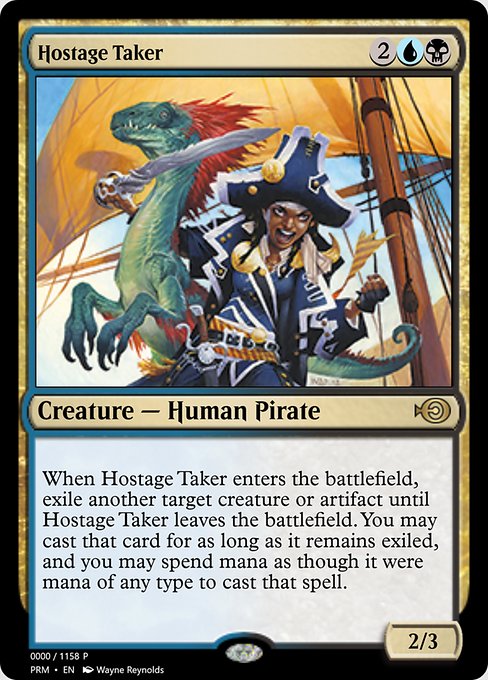 Hostage Taker 2
Creature — Human Pirate
When Hostage Taker enters the battlefield,
exile another target creature or artifact until
Hostage Taker leaves the battlefield. You may
cast that card for as long as it remains exiled,
and you may spend mana as though it were
mana of any type to cast that spell.
2/3
0000 / 1158 P
PRM • EN Wayne Reynolds